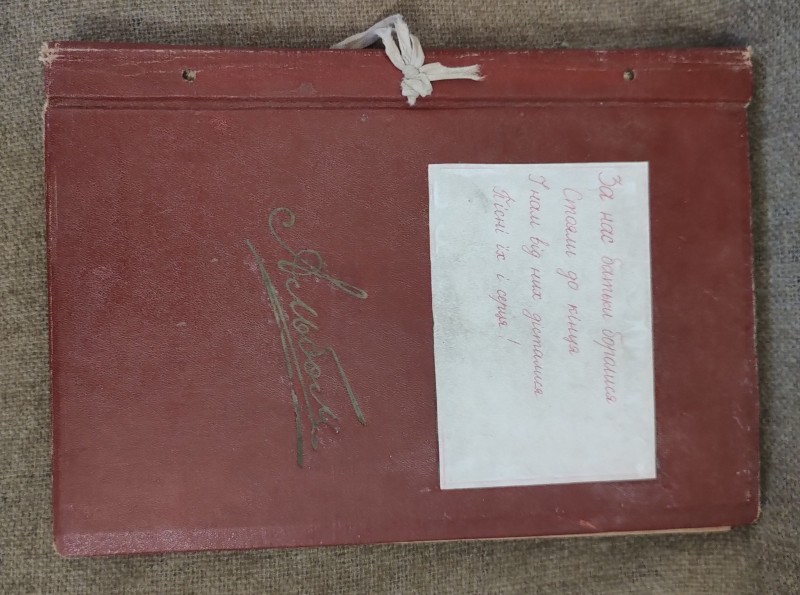 За нас батьки боролися
Стояли до кінця
І нам від них дісталися
Пісні їх і серця!
Альбом